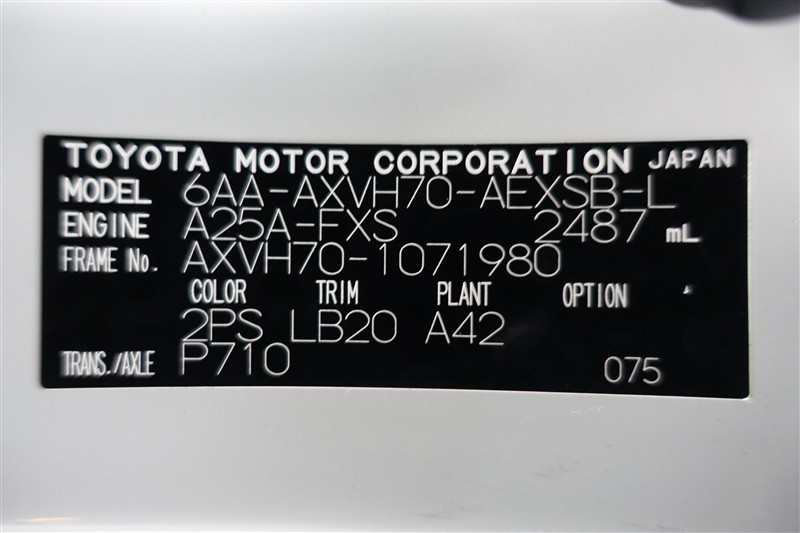 TOYOTA MOTOR CORPORATION JAPAN
MODEL 6AA-AXVH70-AEXSB-L
ENGINE A25A-FXS 2487 mL
FRAME No. AXVH70-1071980
COLOR TRIM PLANT OPTION
2PS LB20 A42
TRANS./AXLE P710 075